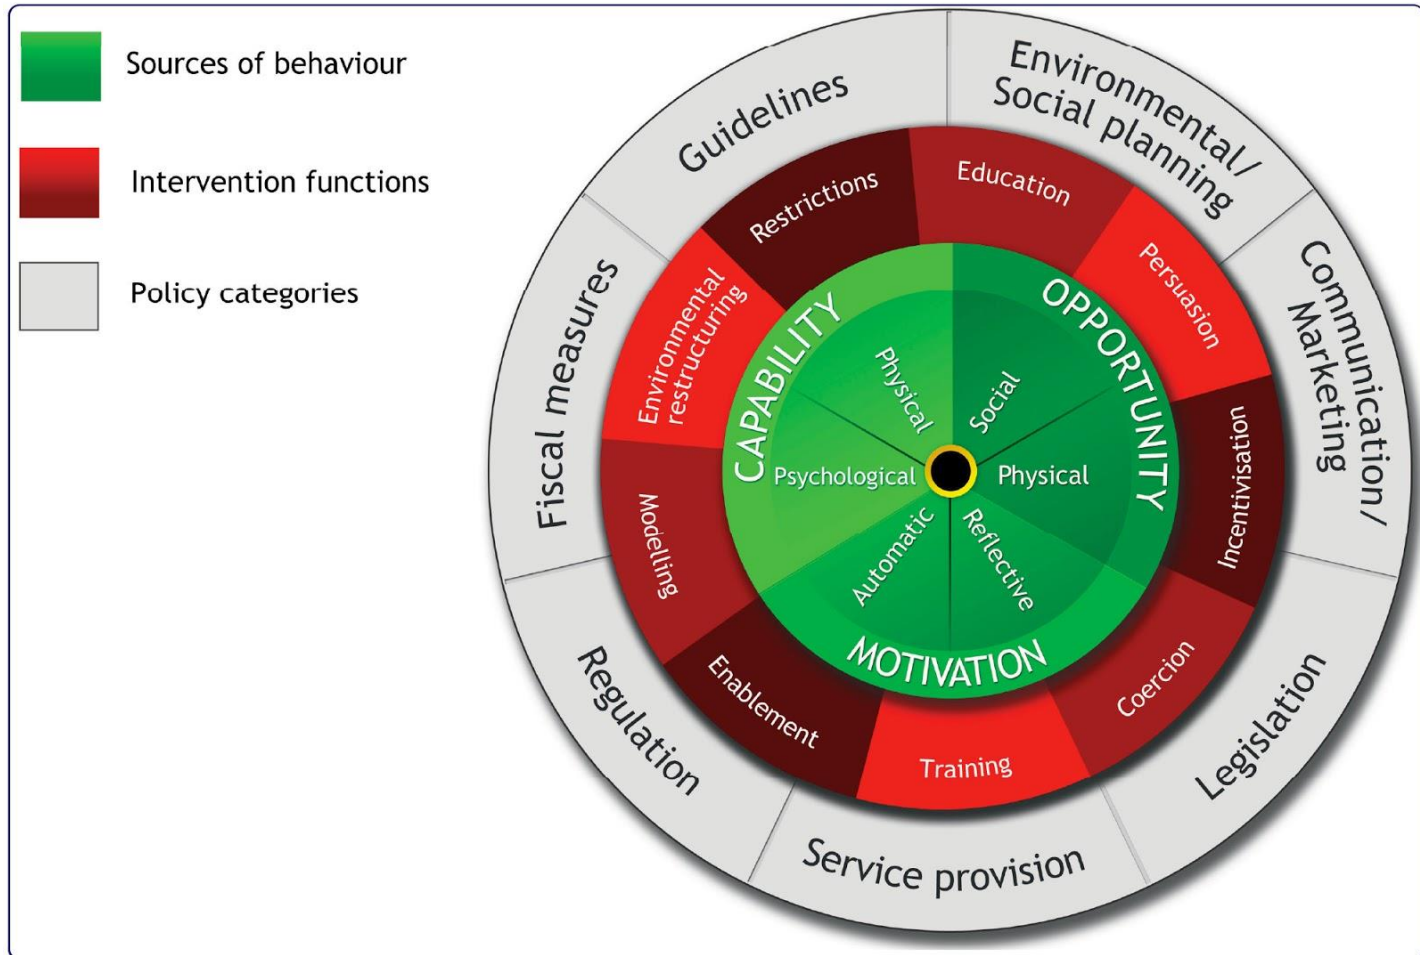 Sources of behaviour
Intervention functions
Policy categories
Guidelines
Environmental/
Social planning
Communication/
Marketing
Legislation
Service provision
Regulation
Fiscal measures
Restrictions
Education
Persuasion
Incentivisation
Coercion
Training
Enablement
Modelling
Environmental
restructuring
CAPABILITY
OPPORTUNITY
MOTIVATION
Physical
Social
Psychological
Physical
Automatic
Reflective